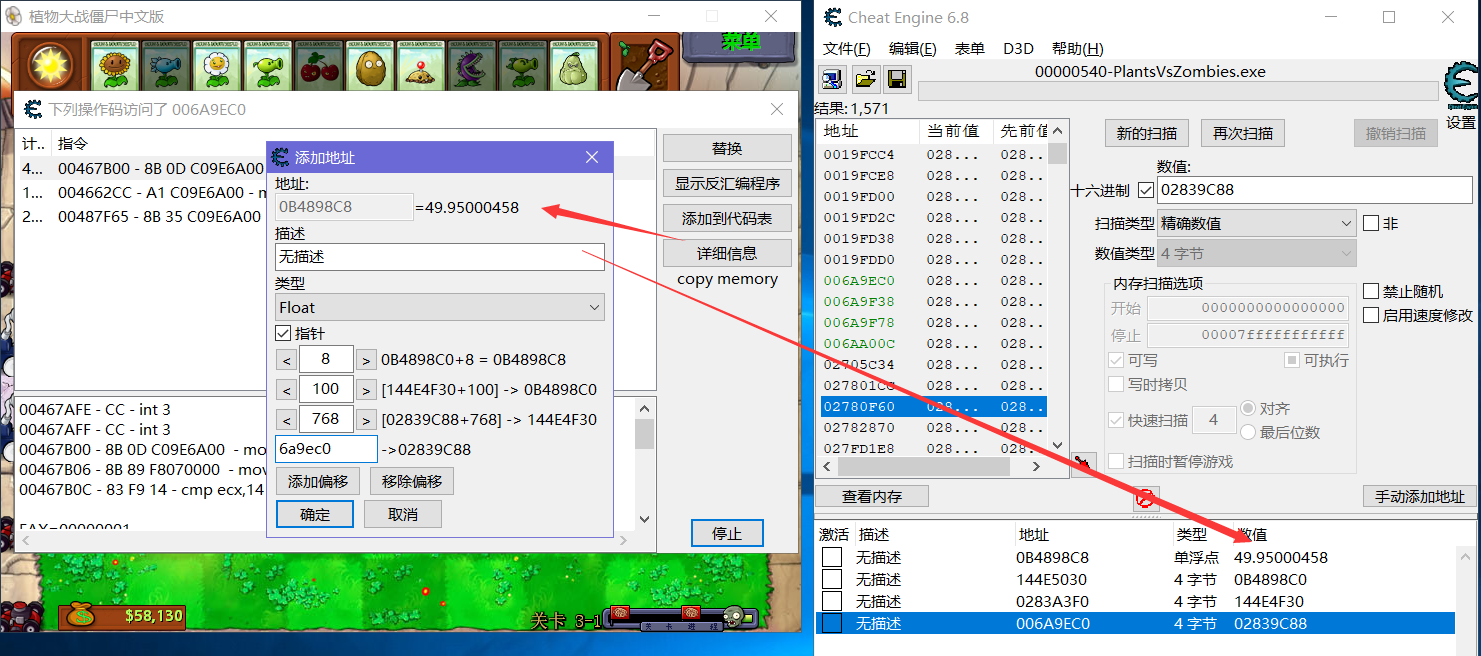 植物大战僵尸中文版
菜单
下列操作码访问了 006A9EC0
计.. 指令
4... 00467B00 - 8B 0D C09E6A00
1... 004662CC - A1 C09E6A00 - m
2... 00487F65 - 8B 35 C09E6A00
替换
显示反汇编程序
添加到代码表
详细信息
copy memory
停止
00467AFE - CC - int 3
00467AFF - CC - int 3
00467B00 - 8B 0D C09E6A00 - mo
00467B06 - 8B 89 F8070000 - mov
00467B0C - 83 F9 14 - cmp ecx,14
EAX=00000001
添加地址
地址:
0B4898C8 =49.95000458
描述
无描述
类型
Float
指针
< 8 > 0B4898C0+8 = 0B4898C8
< 100 > [144E4F30+100] -> 0B4898C0
< 768 > [02839C88+768] -> 144E4F30
6a9ec0 ->02839C88
添加偏移 移除偏移
确定 取消
$58,130
关卡 3-1
关卡进程
Cheat Engine 6.8
文件(F) 编辑(E) 表单 D3D 帮助(H)
00000540-PlantsVsZombies.exe
结果: 1,571
设置
地址 当前值 先前值
0019FCC4 028... 028...
0019FCE8 028... 028...
0019FD00 028... 028...
0019FD2C 028... 028...
0019FD38 028... 028...
0019FDD0 028... 028...
006A9EC0 028... 028...
006A9F38 028... 028...
006A9F78 028... 028...
006AA00C 028... 028...
02705C34 028... 028...
027801CC 028... 028...
02780F60 028... 028...
02782870 028... 028...
027FD1E8 028... 028...
新的扫描 再次扫描 撤销扫描
数值:
十六进制 02839C88
扫描类型 精确数值 非
数值类型 4 字节
内存扫描选项
开始 0000000000000000
停止 00007fffffffffff
可写 可执行
写时拷贝
快速扫描 4 对齐
最后位数
扫描时暂停游戏
禁止随机
启用速度修改
查看内存 手动添加地址
激活 描述 地址 类型 数值
无描述 0B4898C8 单浮点 49.95000458
无描述 144E5030 4 字节 0B4898C0
无描述 0283A3F0 4 字节 144E4F30
无描述 006A9EC0 4 字节 02839C88